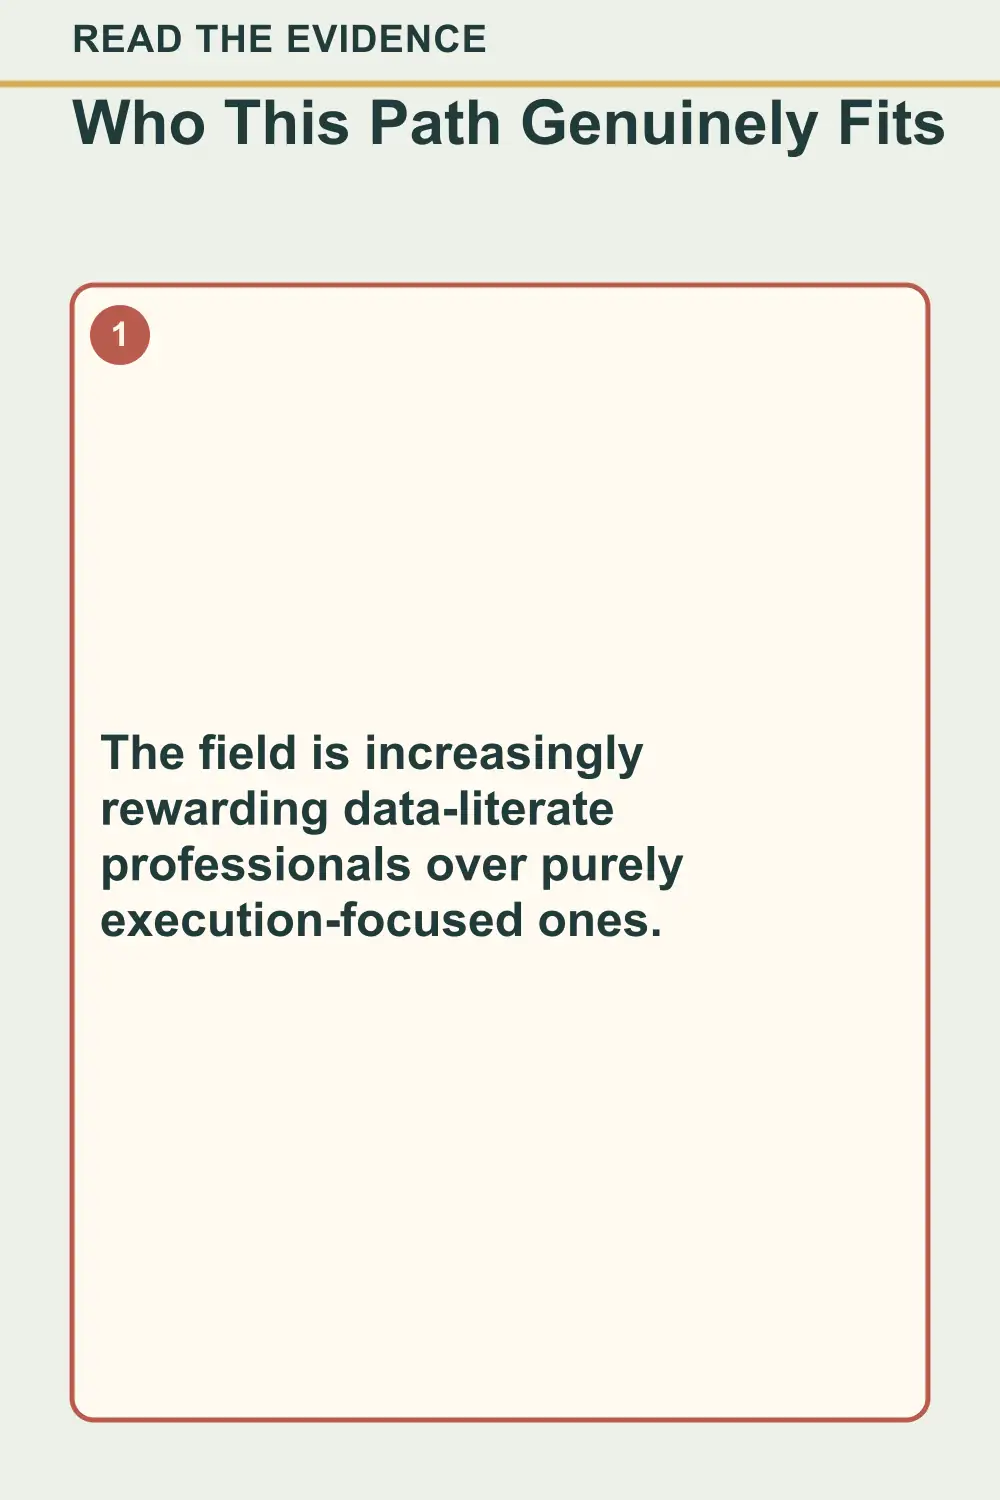 READ THE EVIDENCE
Who This Path Genuinely Fits
1
The field is increasingly
rewarding data-literate
professionals over purely
execution-focused ones.